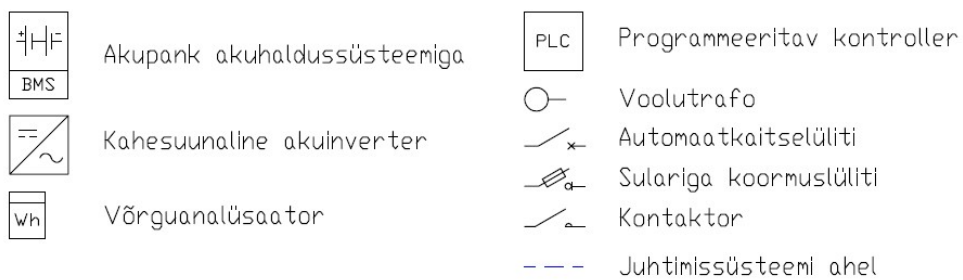 BMS
Akupank akuhaldussüsteemiga
Kahesuunaline akuinverter
Wh
Võrguanalüsaator
PLC
Programmeeritav kontroller
Voolutrafo
Automaatkaitselüliti
Sulariga koormuslüliti
Kontaktor
Juhtimissüsteemi ahel